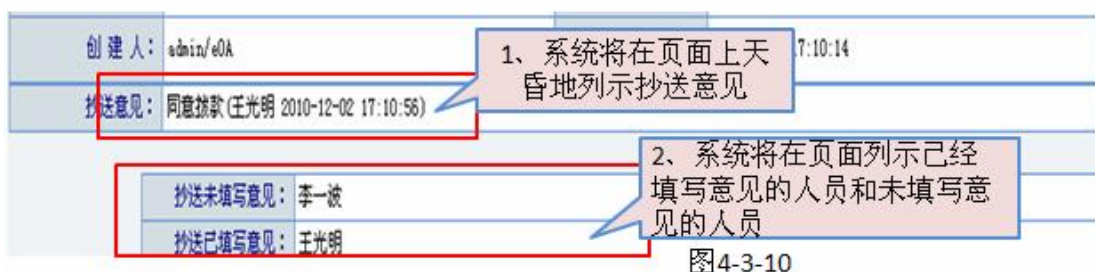 创 建 人： admin/eOA
7:10:14
1、系统将在页面上天
昏地列示抄送意见
抄送意见： 同意拨款(王光明 2010-12-02 17:10:56)
2、系统将在页面列示己经
填写意见的人员和未填写意
见的人员
抄送未填写意见： 李一波
抄送已填写意见： 王光明
图4-3-10